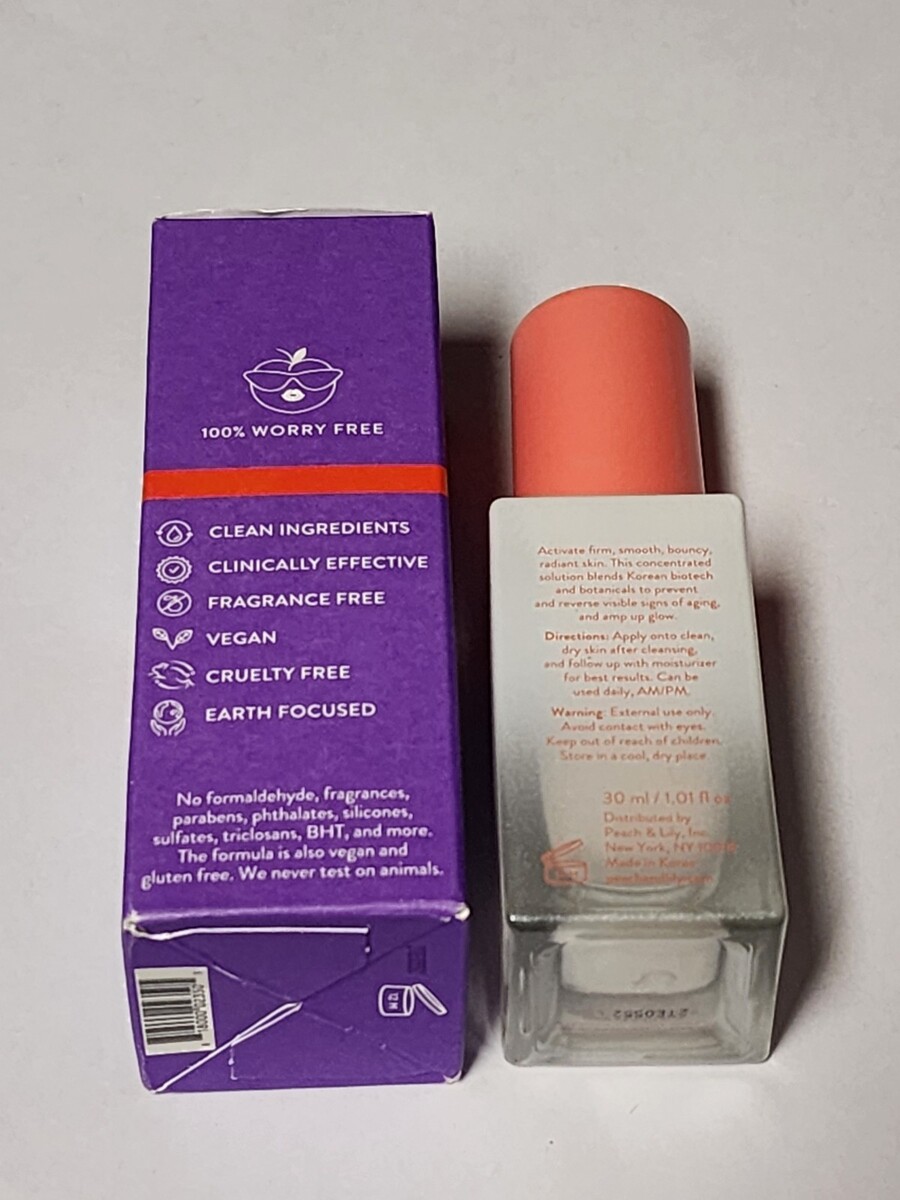 100% WORRY FREE
CLEAN INGREDIENTS
CLINICALLY EFFECTIVE
FRAGRANCE FREE
VEGAN
CRUELTY FREE
EARTH FOCUSED
No formaldehyde, fragrances,
parabens, phthalates, silicones,
sulfates, triclosans, BHT, and more.
The formula is also vegan and
gluten free. We never test on animals.
Activate firm, smooth, bouncy,
radiant skin. This concentrated
solution blends Korean biotech
and botanicals to prevent
and reverse visible signs of aging,
and amp up glow.
Directions: Apply onto clean,
dry skin after cleansing,
and follow up with moisturizer
for best results. Can be
used daily, AM/PM.
Warning: External use only.
Avoid contact with eyes.
Keep out of reach of children.
Store in a cool, dry place.
30 ml / 1.01 fl oz
Distributed by
Peach & Lily, Inc.
New York, NY
Made in Korea
peachandlily.com